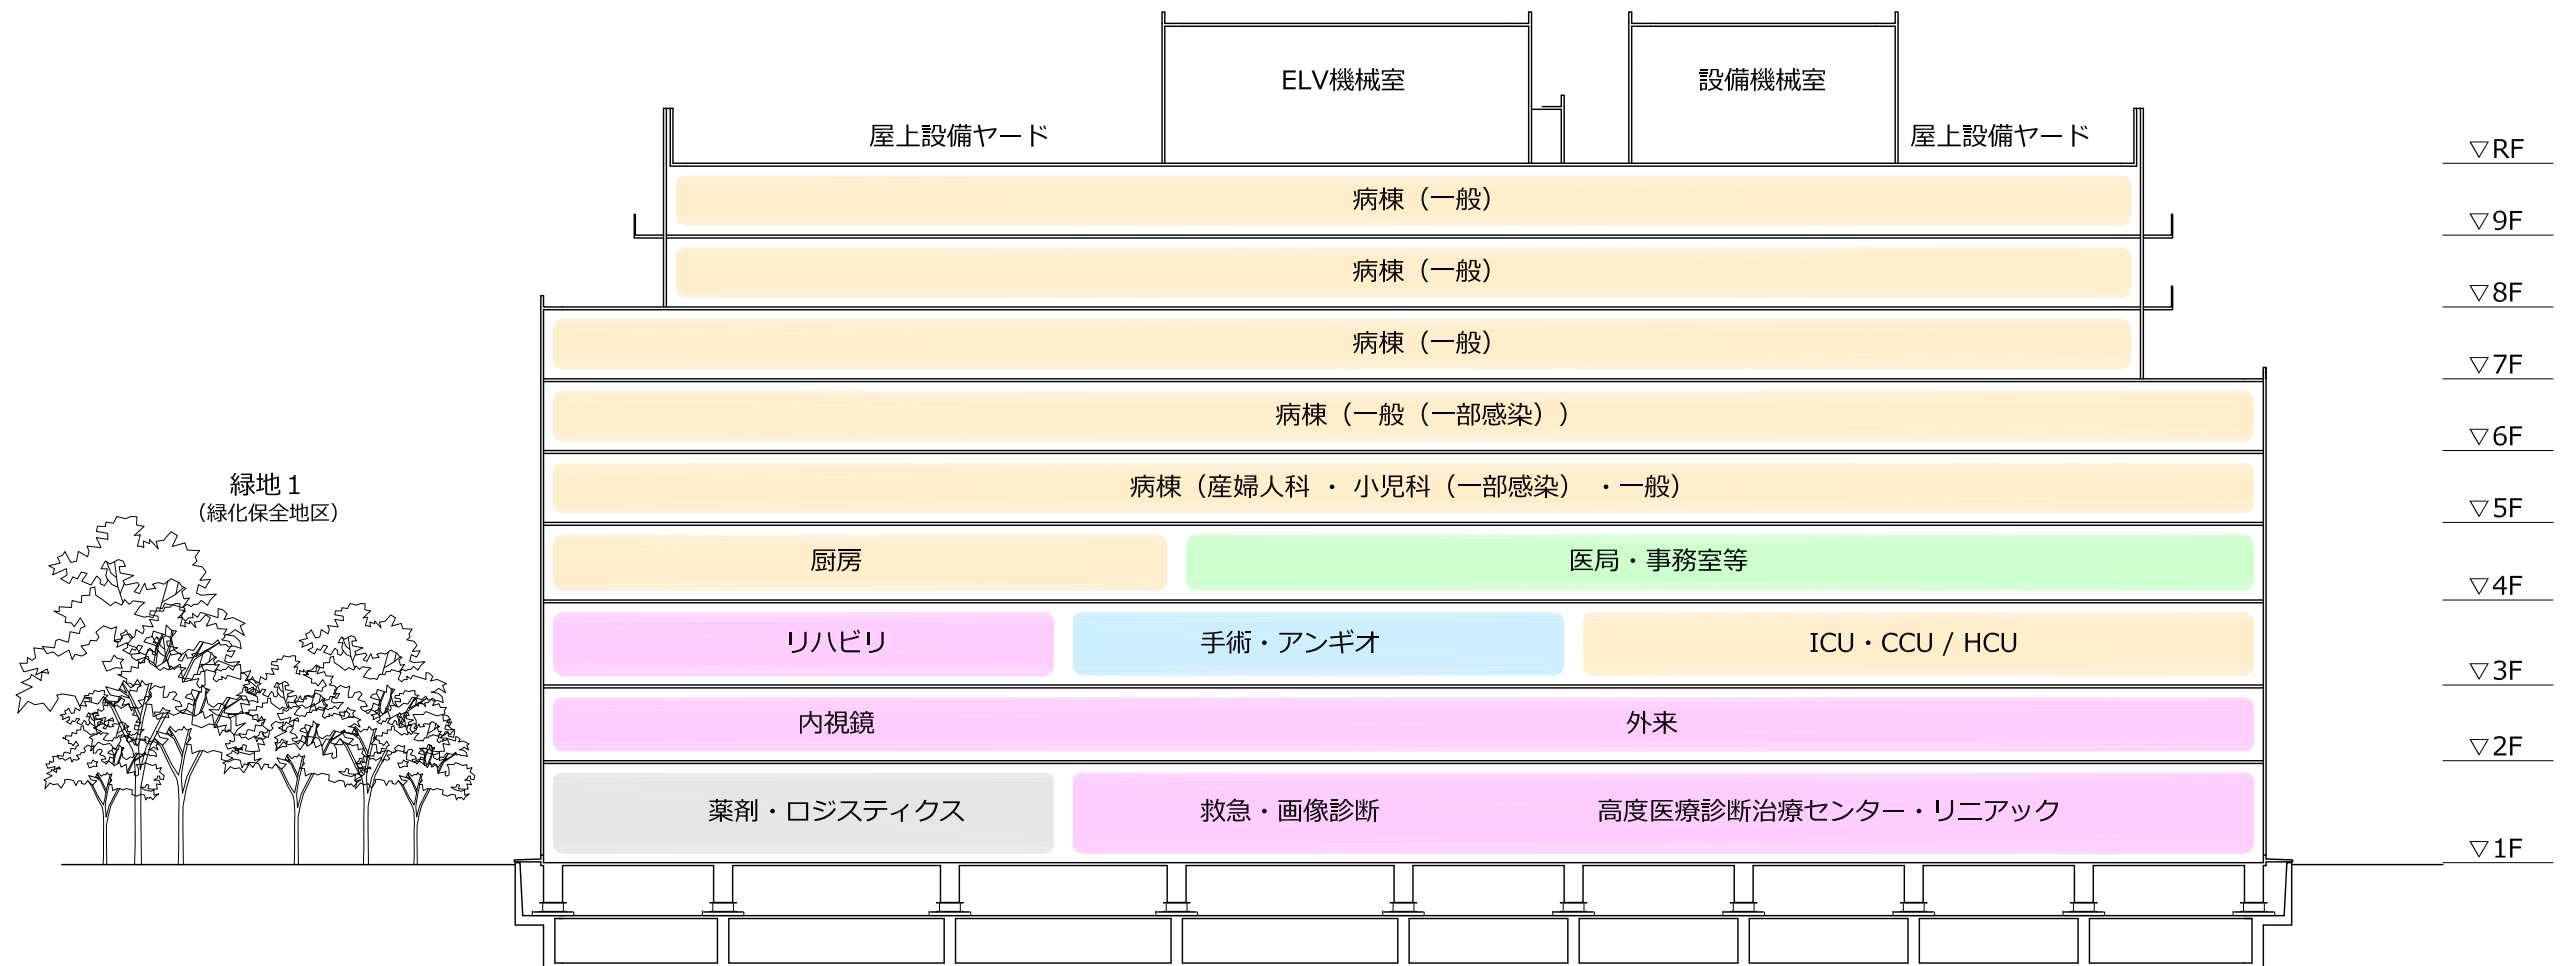 ELV機械室
設備機械室
屋上設備ヤード
屋上設備ヤード
▽RF
病棟（一般）
▽9F
病棟（一般）
▽8F
病棟（一般）
▽7F
病棟（一般（一部感染））
▽6F
緑地１
（緑化保全地区）
病棟（産婦人科 ・ 小児科（一部感染） ・一般）
▽5F
厨房
医局・事務室等
▽4F
リハビリ
手術・アンギオ
ICU・CCU / HCU
▽3F
内視鏡
外来
▽2F
薬剤・ロジスティクス
救急・画像診断
高度医療診断治療センター・リニアック
▽1F